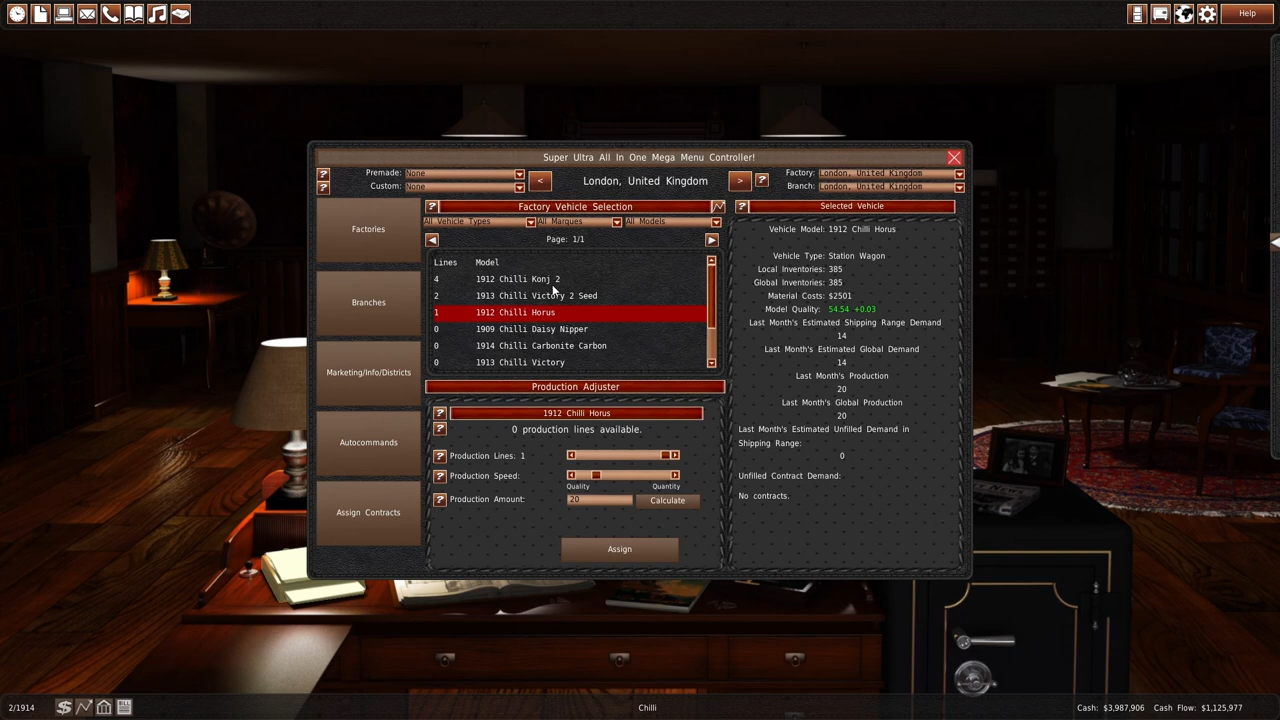 Help
Super Ultra All In One Mega Menu Controller!
? Premade: None
? Custom: None
< London, United Kingdom > ?
Factory: London, United Kingdom
Branch: London, United Kingdom
Factories
Branches
Marketing/Info/Districts
Autocommands
Assign Contracts
? Factory Vehicle Selection
All Vehicle Types All Marques All Models
Page: 1/1
Lines Model
4 1912 Chilli Konj 2
2 1913 Chilli Victory 2 Seed
1 1912 Chilli Horus
0 1909 Chilli Daisy Nipper
0 1914 Chilli Carbonite Carbon
0 1913 Chilli Victory
Production Adjuster
? 1912 Chilli Horus
? 0 production lines available.
? Production Lines: 1
? Production Speed:
Quality Quantity
? Production Amount: 20 Calculate
Assign
? Selected Vehicle
Vehicle Model: 1912 Chilli Horus
Vehicle Type: Station Wagon
Local Inventories: 385
Global Inventories: 385
Material Costs: $2501
Model Quality: 54.54 +0.03
Last Month's Estimated Shipping Range Demand
14
Last Month's Estimated Global Demand
14
Last Month's Production
20
Last Month's Global Production
20
Last Month's Estimated Unfilled Demand in
Shipping Range:
0
Unfilled Contract Demand:
No contracts.
2/1914
Chilli
Cash: $3,987,906 Cash Flow: $1,125,977